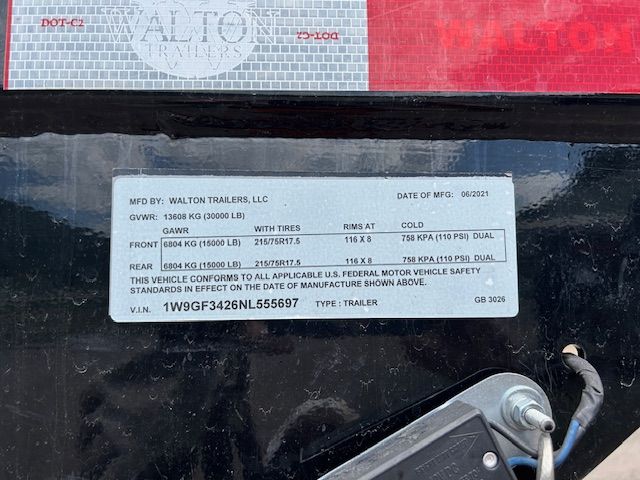 DOT-C2
WALTON
TRAILERS
DOT-C2
WALTON
MFD BY: WALTON TRAILERS, LLC DATE OF MFG: 06/2021
GVWR: 13608 KG (30000 LB)
GAWR WITH TIRES RIMS AT COLD
FRONT 6804 KG (15000 LB) 215/75R17.5 116 X 8 758 KPA (110 PSI) DUAL
REAR 6804 KG (15000 LB) 215/75R17.5 116 X 8 758 KPA (110 PSI) DUAL
THIS VEHICLE CONFORMS TO ALL APPLICABLE U.S. FEDERAL MOTOR VEHICLE SAFETY
STANDARDS IN EFFECT ON THE DATE OF MANUFACTURE SHOWN ABOVE.
V.I.N. 1W9GF3426NL555697 TYPE : TRAILER GB 3026